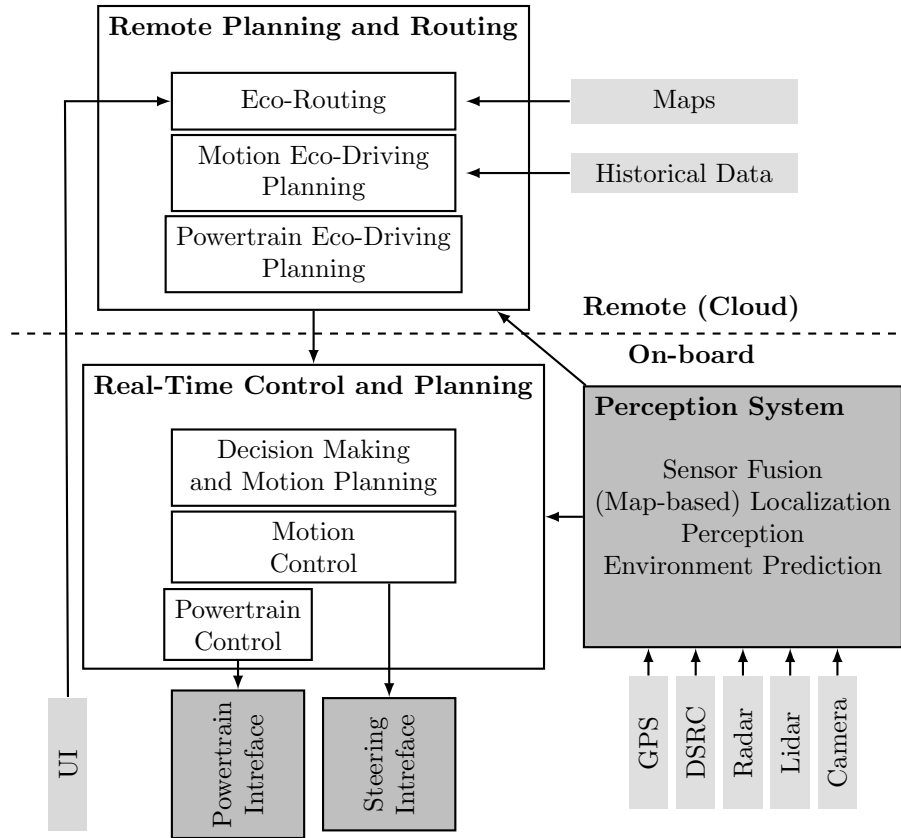 Remote Planning and Routing
Eco-Routing
Motion Eco-Driving
Planning
Powertrain Eco-Driving
Planning
Maps
Historical Data
Remote (Cloud)
On-board
Real-Time Control and Planning
Decision Making
and Motion Planning
Motion
Control
Powertrain
Control
Perception System
Sensor Fusion
(Map-based) Localization
Perception
Environment Prediction
UI
Powertrain
Intreface
Steering
Intreface
GPS
DSRC
Radar
Lidar
Camera